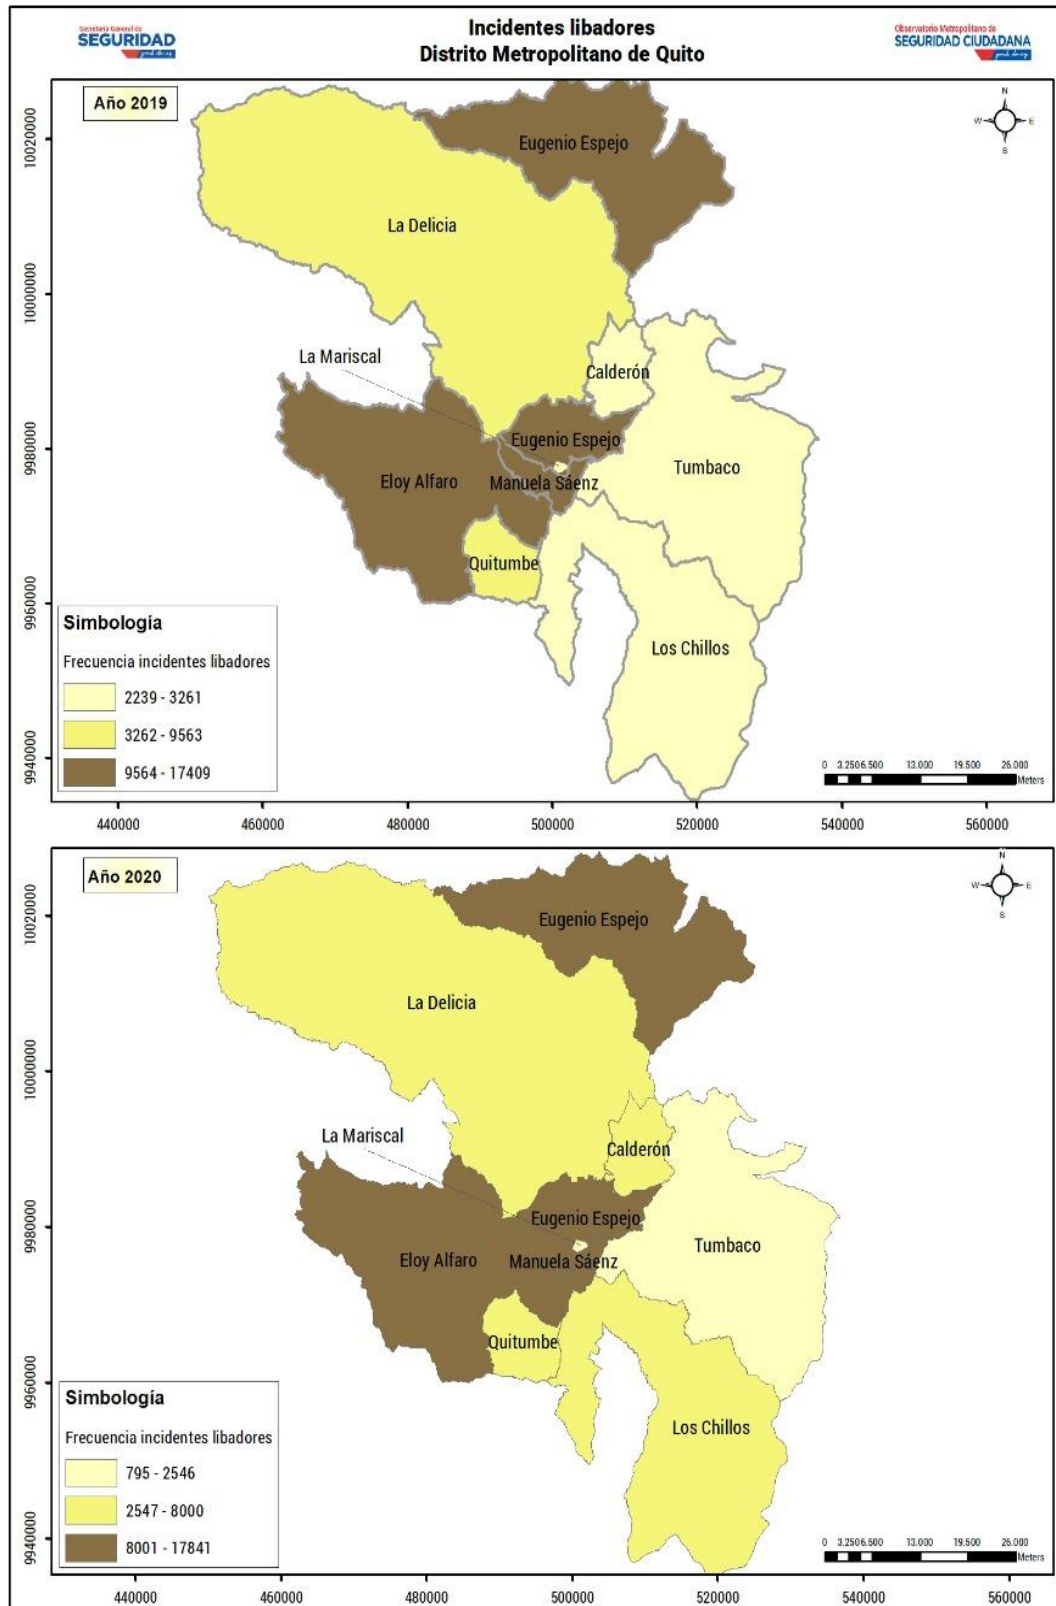 Secretaría General de
SEGURIDAD
Incidentes libadores
Distrito Metropolitano de Quito
Observatorio Metropolitano de
SEGURIDAD CIUDADANA
Año 2019
N
W
E
S
Eugenio Espejo
La Delicia
La Mariscal
Calderón
Eugenio Espejo
Tumbaco
Eloy Alfaro
Manuela Sáenz
Quitumbe
Los Chillos
Simbología
Frecuencia incidentes libadores
2239 - 3261
3262 - 9563
9564 - 17409
0 3.250 6.500 13.000 19.500 26.000
Meters
10020000
10000000
9980000
9960000
9940000
440000 460000 480000 500000 520000 540000 560000
Año 2020
N
W
E
S
Eugenio Espejo
La Delicia
La Mariscal
Calderón
Eugenio Espejo
Tumbaco
Eloy Alfaro
Manuela Sáenz
Quitumbe
Los Chillos
Simbología
Frecuencia incidentes libadores
795 - 2546
2547 - 8000
8001 - 17841
0 3.250 6.500 13.000 19.500 26.000
Meters
10020000
10000000
9980000
9960000
9940000
440000 460000 480000 500000 520000 540000 560000